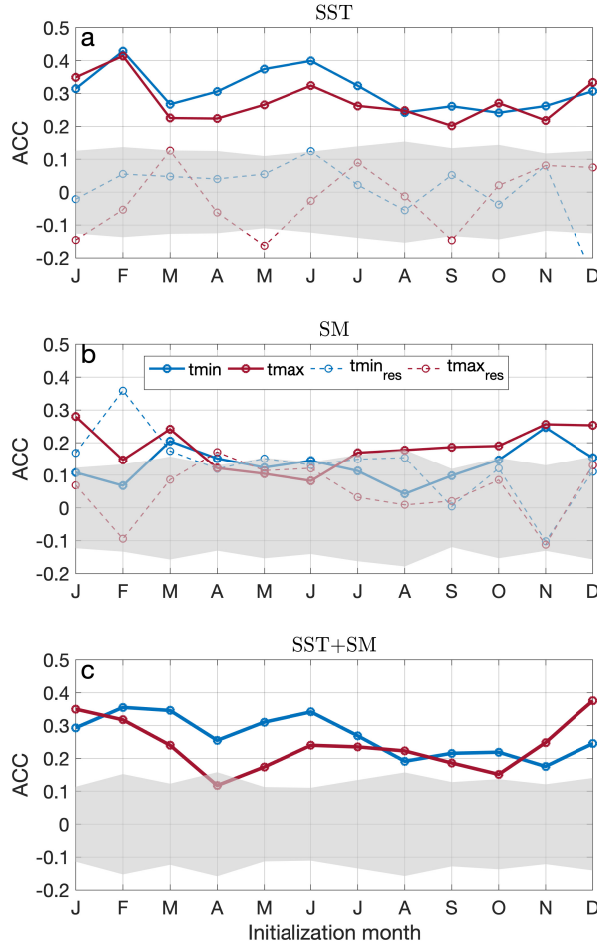 SST
a
0.5
0.4
0.3
0.2
0.1
0
-0.1
-0.2
ACC
J F M A M J J A S O N D
SM
b
tmin tmax tmin_res tmax_res
0.5
0.4
0.3
0.2
0.1
0
-0.1
-0.2
ACC
J F M A M J J A S O N D
SST+SM
c
0.5
0.4
0.3
0.2
0.1
0
-0.1
-0.2
ACC
J F M A M J J A S O N D
Initialization month